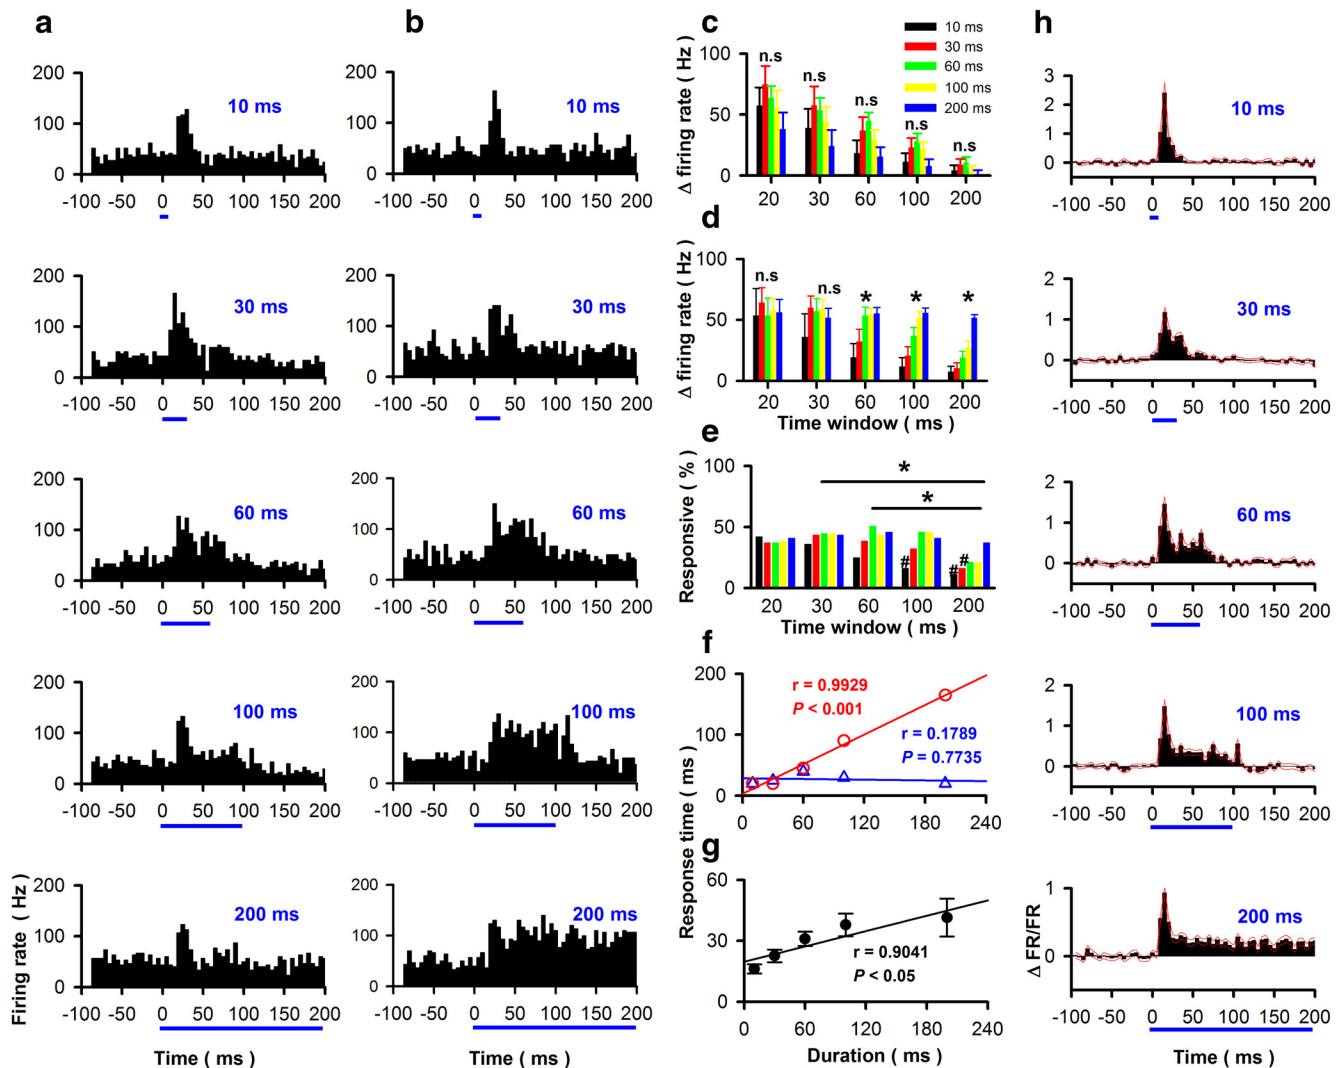 a
200
100
0
10 ms
-100 -50 0 50 100 150 200
200
100
0
30 ms
-100 -50 0 50 100 150 200
200
100
0
60 ms
-100 -50 0 50 100 150 200
200
100
0
100 ms
-100 -50 0 50 100 150 200
Firing rate ( Hz )
200
100
0
200 ms
-100 -50 0 50 100 150 200
Time ( ms )
b
200
100
0
10 ms
-100 -50 0 50 100 150 200
200
100
0
30 ms
-100 -50 0 50 100 150 200
200
100
0
60 ms
-100 -50 0 50 100 150 200
200
100
0
100 ms
-100 -50 0 50 100 150 200
200
100
0
200 ms
-100 -50 0 50 100 150 200
Time ( ms )
c
Δ firing rate ( Hz )
100
50
0
10 ms
30 ms
60 ms
100 ms
200 ms
n.s n.s n.s n.s n.s
20 30 60 100 200
d
Δ firing rate ( Hz )
100
50
0
n.s n.s * * *
20 30 60 100 200
Time window ( ms )
e
Responsive ( % )
100
50
0
*
*
# # #
20 30 60 100 200
Time window ( ms )
f
Response time ( ms )
200
100
0
r = 0.9929
P < 0.001
r = 0.1789
P = 0.7735
0 60 120 180 240
g
60
30
0
r = 0.9041
P < 0.05
0 60 120 180 240
Duration ( ms )
h
3
2
1
0
10 ms
-100 -50 0 50 100 150 200
2
1
0
30 ms
-100 -50 0 50 100 150 200
2
1
0
60 ms
-100 -50 0 50 100 150 200
2
1
0
100 ms
-100 -50 0 50 100 150 200
Δ FR/FR
1
0
200 ms
-100 -50 0 50 100 150 200
Time ( ms )